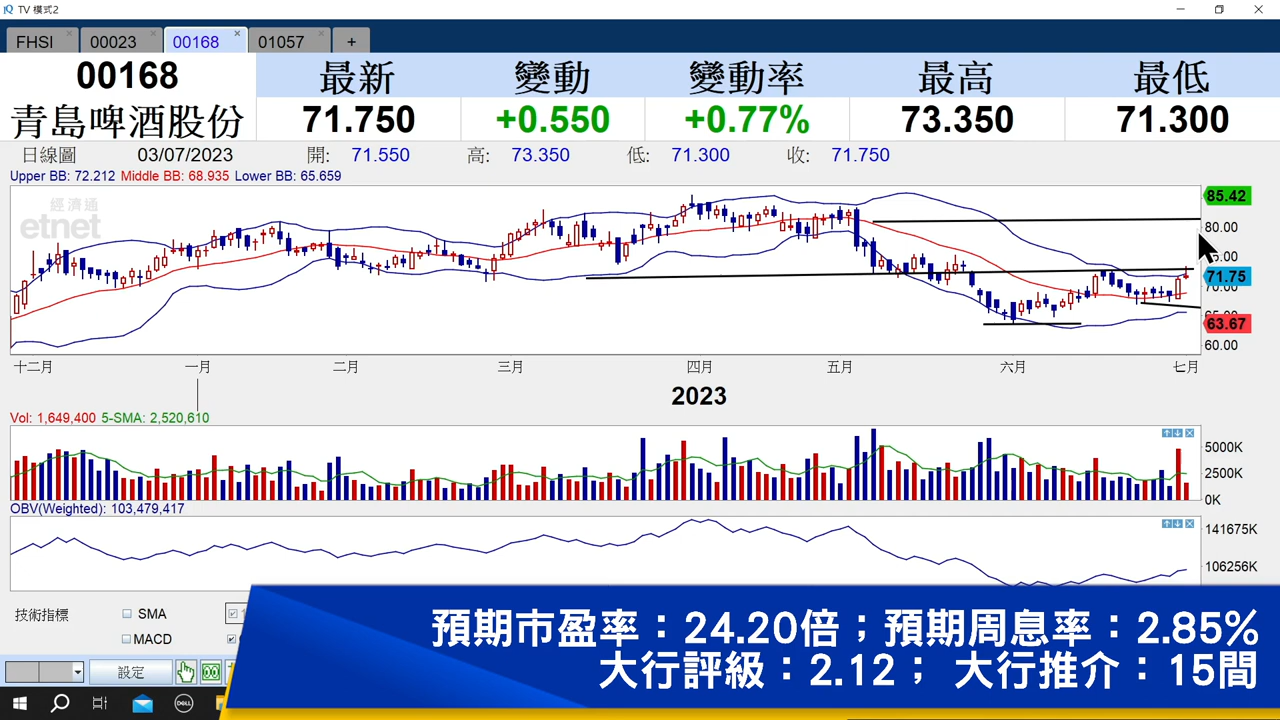 TV 模式2
FHSI
00023
00168
01057
+
00168
最新
變動
變動率
最高
最低
青島啤酒股份
71.750
+0.550
+0.77%
73.350
71.300
日線圖
03/07/2023
開: 71.550
高: 73.350
低: 71.300
收: 71.750
Upper BB: 72.212 Middle BB: 68.935 Lower BB: 65.659
經濟通
etnet
85.42
80.00
71.75
63.67
60.00
十二月
一月
二月
三月
四月
五月
六月
七月
2023
Vol: 1,649,400 5-SMA: 2,520,610
5000K
2500K
0K
OBV(Weighted): 103,479,417
141675K
106256K
技術指標
SMA
MACD
預期市盈率：24.20倍；預期周息率：2.85%
大行評級：2.12； 大行推介：15間
設定
00
DELL